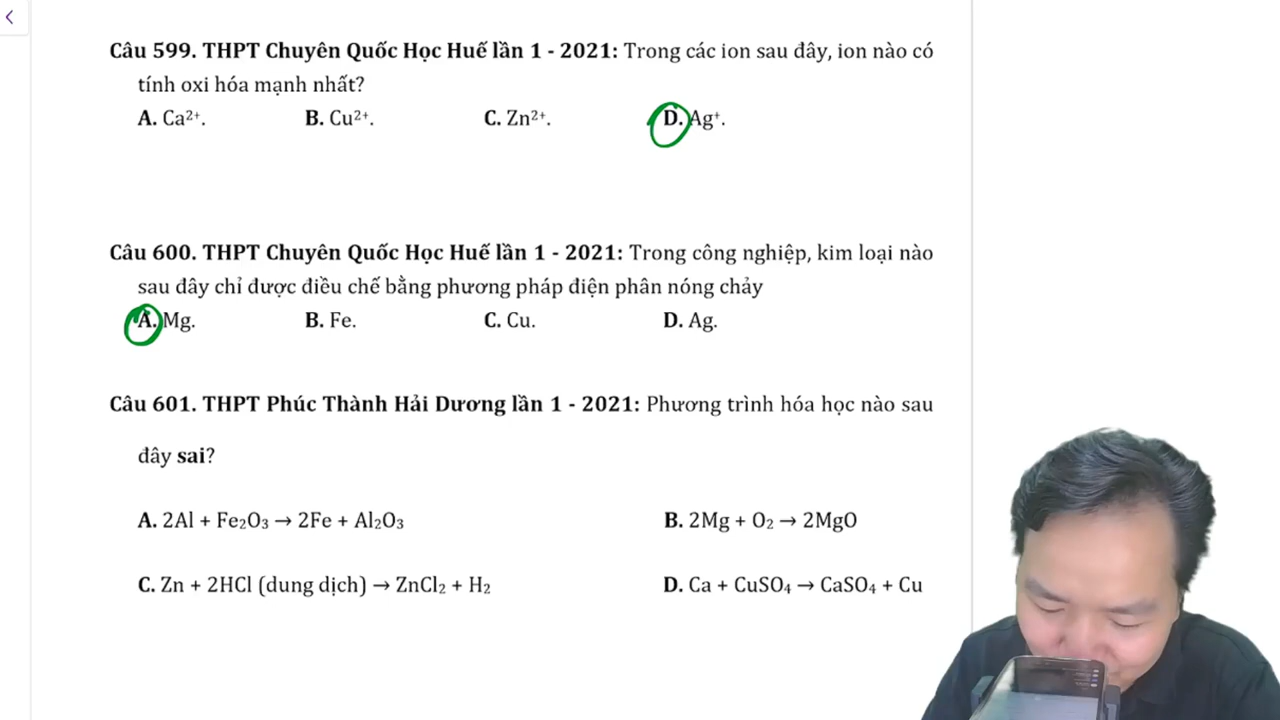 Câu 599. THPT Chuyên Quốc Học Huế lần 1 - 2021: Trong các ion sau đây, ion nào có
tính oxi hóa mạnh nhất?
A. Ca²⁺. B. Cu²⁺. C. Zn²⁺. D. Ag⁺.
Câu 600. THPT Chuyên Quốc Học Huế lần 1 - 2021: Trong công nghiệp, kim loại nào
sau đây chỉ được điều chế bằng phương pháp điện phân nóng chảy
A. Mg. B. Fe. C. Cu. D. Ag.
Câu 601. THPT Phúc Thành Hải Dương lần 1 - 2021: Phương trình hóa học nào sau
đây sai?
A. 2Al + Fe₂O₃ → 2Fe + Al₂O₃ B. 2Mg + O₂ → 2MgO
C. Zn + 2HCl (dung dịch) → ZnCl₂ + H₂ D. Ca + CuSO₄ → CaSO₄ + Cu